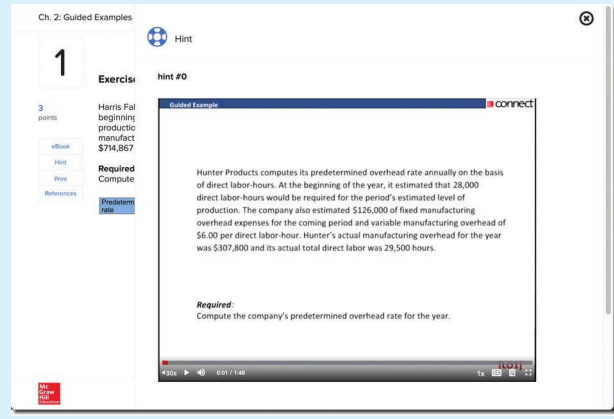 Ch. 2: Guided Examples
Hint
1
Exercis
hint #0
3
points
Harris Fal
beginning
productio
manufact
$714,867
Required
Compute
Predeterm
rate
eBook
Hint
Print
References
Guided Example
connect
Hunter Products computes its predetermined overhead rate annually on the basis
of direct labor-hours. At the beginning of the year, it estimated that 28,000
direct labor-hours would be required for the period's estimated level of
production. The company also estimated $126,000 of fixed manufacturing
overhead expenses for the coming period and variable manufacturing overhead of
$6.00 per direct labor-hour. Hunter's actual manufacturing overhead for the year
was $307,800 and its actual total direct labor was 29,500 hours.
Required:
Compute the company's predetermined overhead rate for the year.
30s 0:01 / 1:46 1x CC
Mc
Graw
Hill
Education